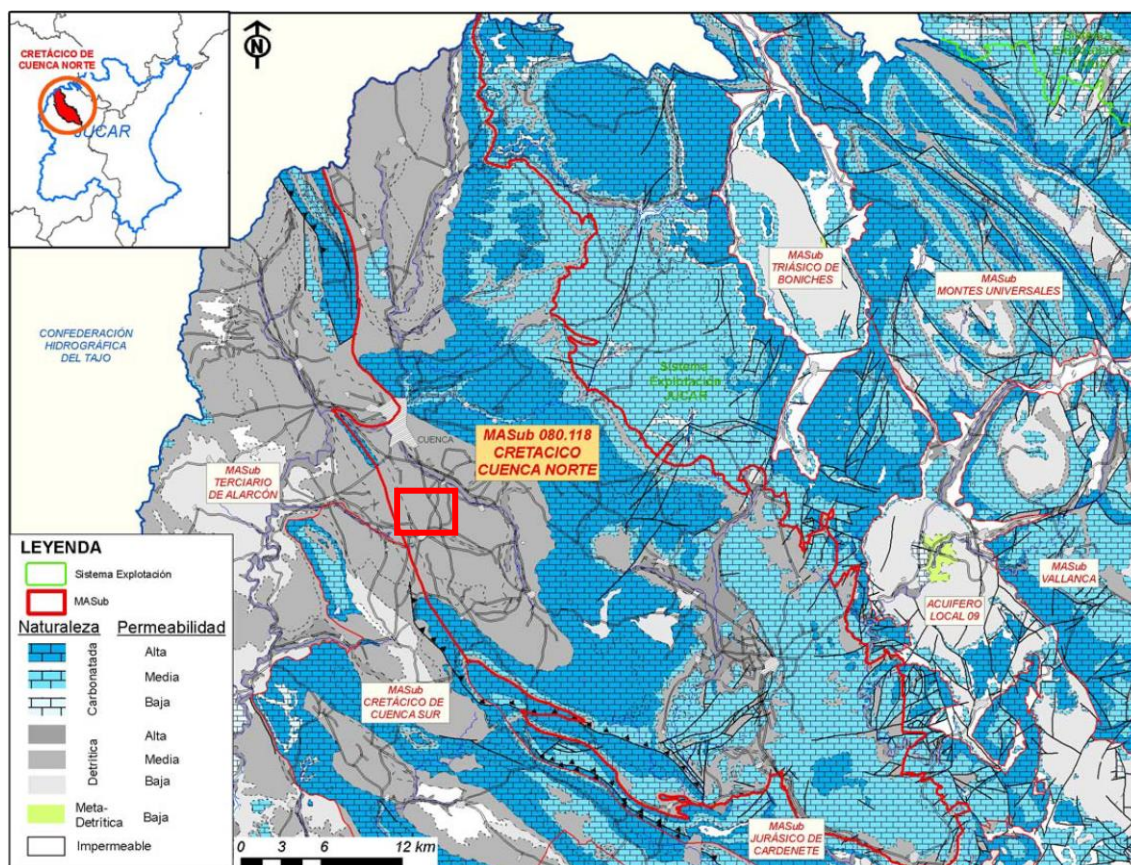 CRETÁCICO DE
CUENCA NORTE
JUCAR
N
CONFEDERACIÓN
HIDROGRÁFICA
DEL TAJO
MASub
TRIÁSICO DE
BONICHES
MASub
MONTES UNIVERSALES
Sistema
Explotación
JUCAR
CUENCA
MASub 080.118
CRETACICO
CUENCA NORTE
MASub
TERCIARIO
DE ALARCÓN
MASub
VALLANCA
ACUIFERO
LOCAL 09
MASub
CRETÁCICO DE
CUENCA SUR
MASub
JURÁSICO DE
CARDENETE
LEYENDA
Sistema Explotación
MASub
Naturaleza Permeabilidad
Carbonatada
Alta
Media
Baja
Detrítica
Alta
Media
Baja
Meta-
Detrítica Baja
Impermeable
0 3 6 12 km